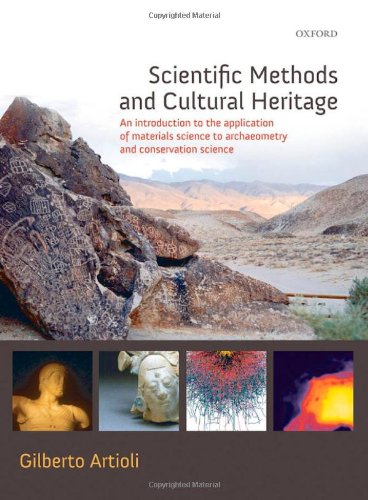 Copyrighted Material
OXFORD
Scientific Methods
and Cultural Heritage
An introduction to the application
of materials science to archaeometry
and conservation science
Gilberto Artioli
Copyrighted Material